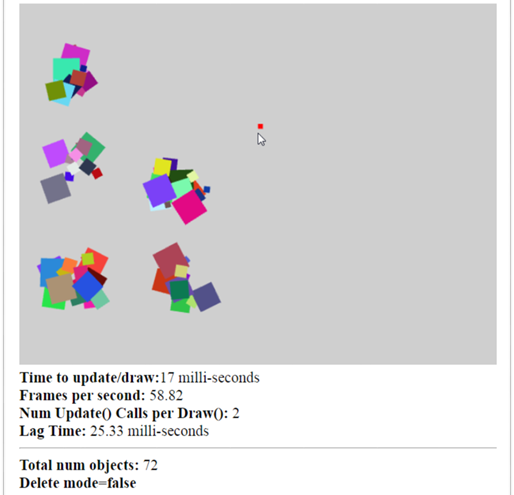 Time to update/draw:17 milli-seconds
Frames per second: 58.82
Num Update() Calls per Draw(): 2
Lag Time: 25.33 milli-seconds
Total num objects: 72
Delete mode=false